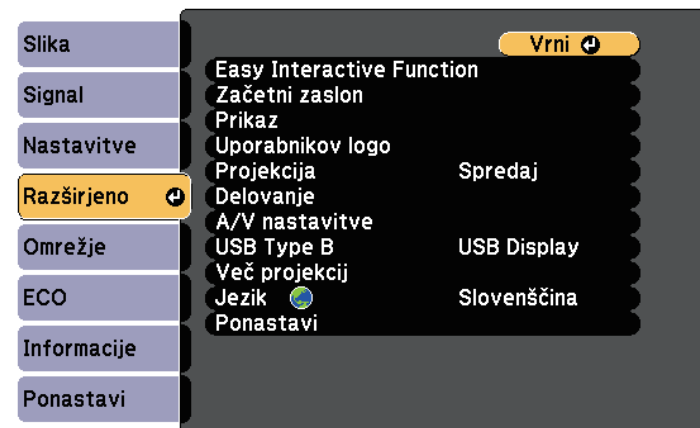 Slika
Signal
Nastavitve
Razširjeno
Omrežje
ECO
Informacije
Ponastavi
Vrni
Easy Interactive Function
Začetni zaslon
Prikaz
Uporabnikov logo
Projekcija Spredaj
Delovanje
A/V nastavitve
USB Type B USB Display
Več projekcij
Jezik Slovenščina
Ponastavi